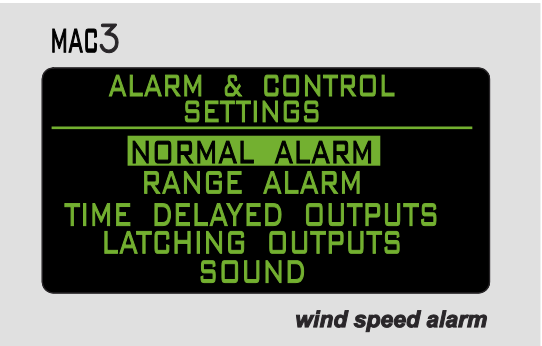 MAC3
ALARM & CONTROL
SETTINGS
NORMAL ALARM
RANGE ALARM
TIME DELAYED OUTPUTS
LATCHING OUTPUTS
SOUND
wind speed alarm